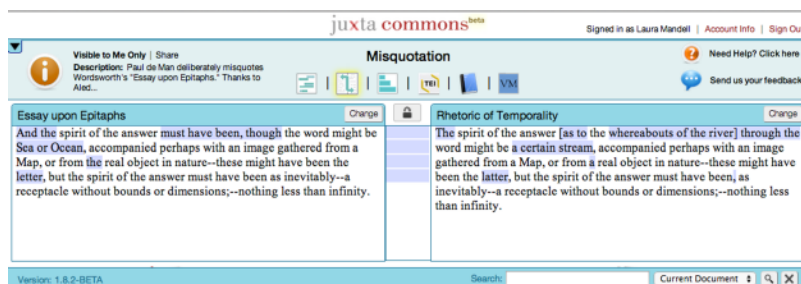 juxta commons beta
Signed in as Laura Mandell | Account Info | Sign Ou
Visible to Me Only | Share
Description: Paul de Man deliberately misquotes
Wordsworth's "Essay upon Epitaphs." Thanks to
Aled...
Misquotation
TEI
VM
Need Help? Click here
Send us your feedback
Essay upon Epitaphs
Change
And the spirit of the answer must have been, though the word might be
Sea or Ocean, accompanied perhaps with an image gathered from a
Map, or from the real object in nature--these might have been the
letter, but the spirit of the answer must have been as inevitably--a
receptacle without bounds or dimensions;--nothing less than infinity.
Rhetoric of Temporality
Change
The spirit of the answer [as to the whereabouts of the river] through the
word might be a certain stream, accompanied perhaps with an image
gathered from a Map, or from a real object in nature--these might have
been the latter, but the spirit of the answer must have been, as
inevitably--a receptacle without bounds or dimensions;--nothing less
than infinity.
Version: 1.8.2-BETA
Search:
Current Document